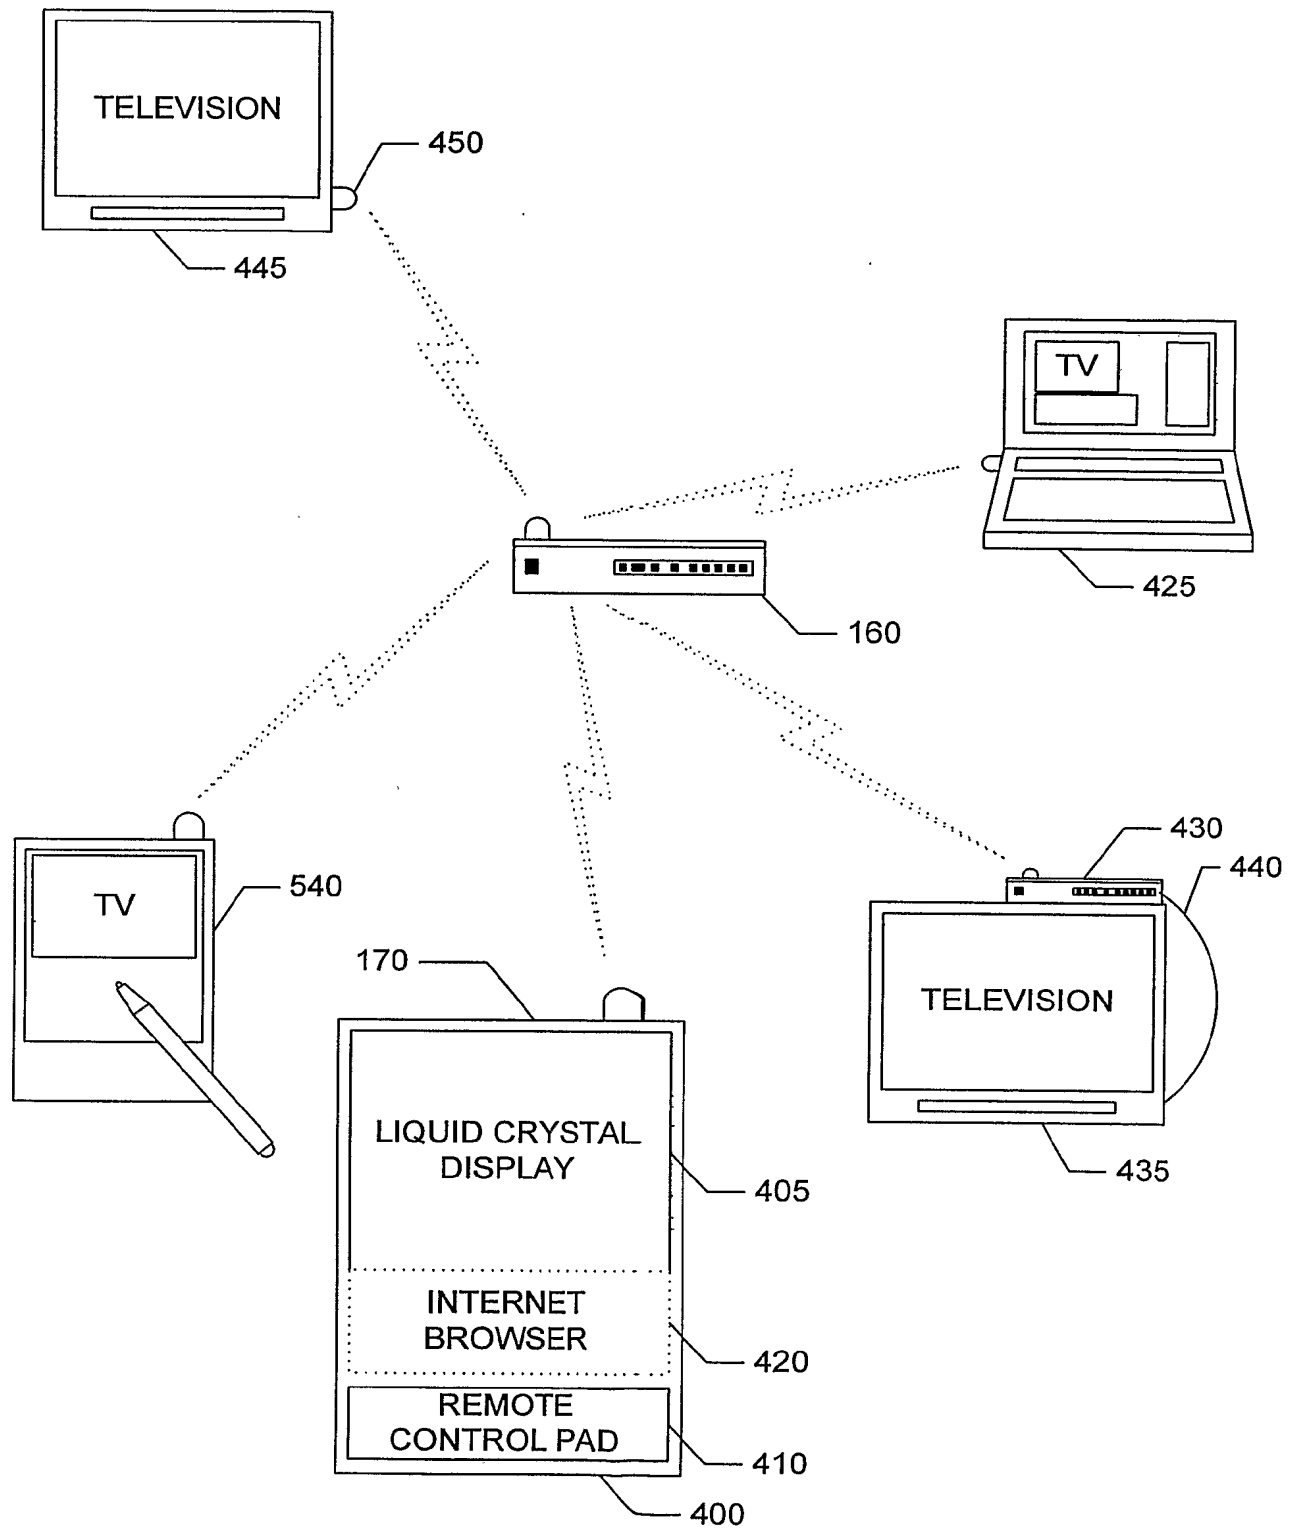 TELEVISION
450
445
TV
425
160
430
440
TV
540
170
TELEVISION
435
LIQUID CRYSTAL
DISPLAY
405
INTERNET
BROWSER
420
REMOTE
CONTROL PAD
410
400